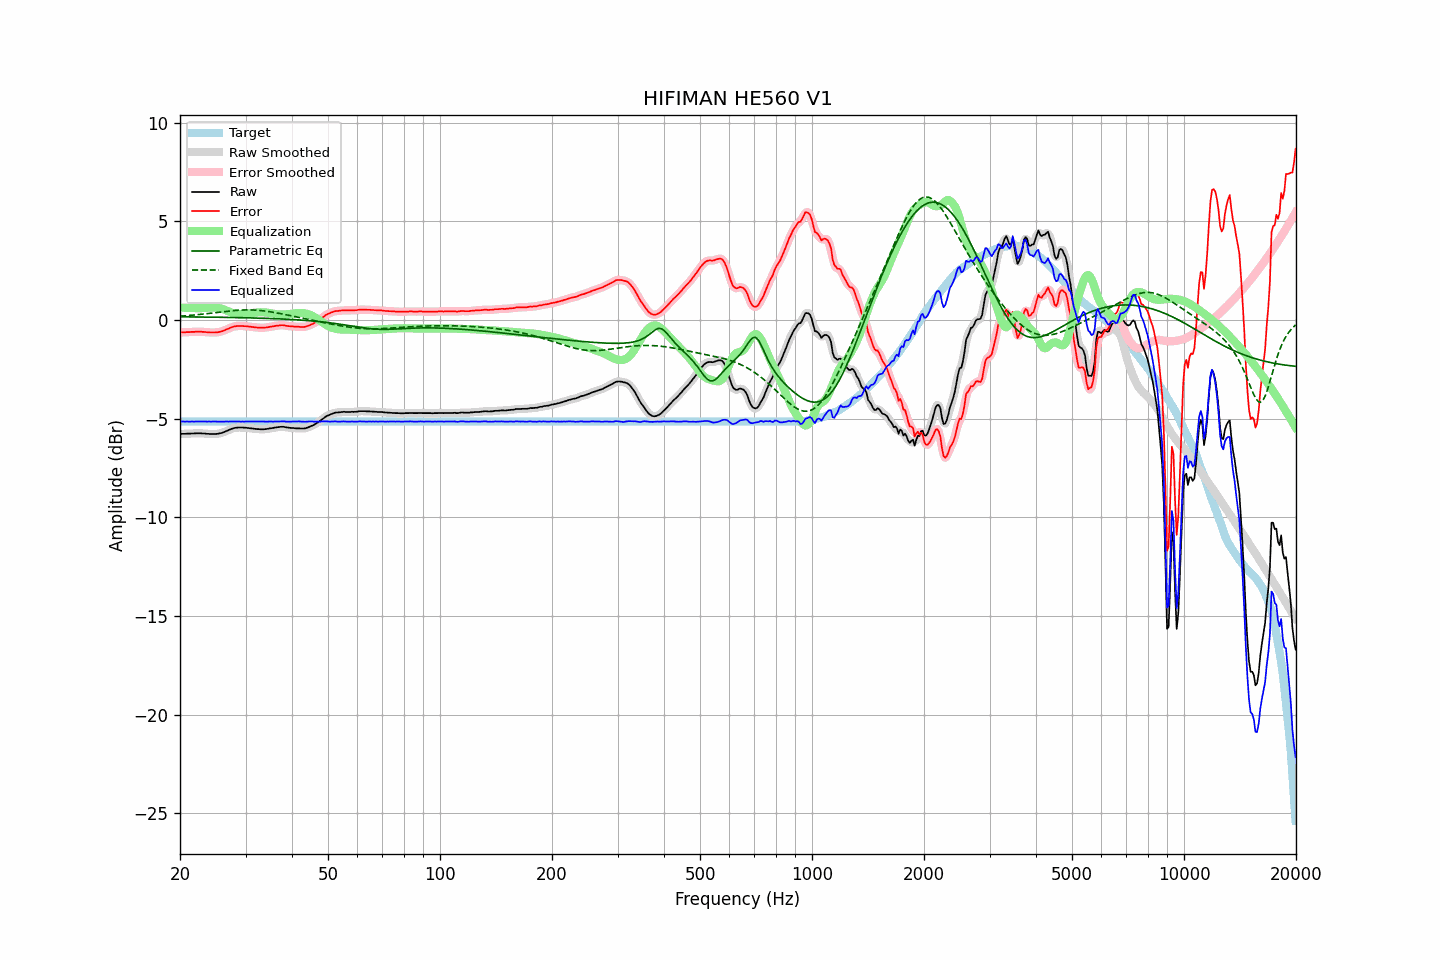 HIFIMAN HE560 V1
Target
Raw Smoothed
Error Smoothed
Raw
Error
Equalization
Parametric Eq
Fixed Band Eq
Equalized
10
5
0
−5
−10
−15
−20
−25
Amplitude (dBr)
20
50
100
200
500
1000
2000
5000
10000
20000
Frequency (Hz)